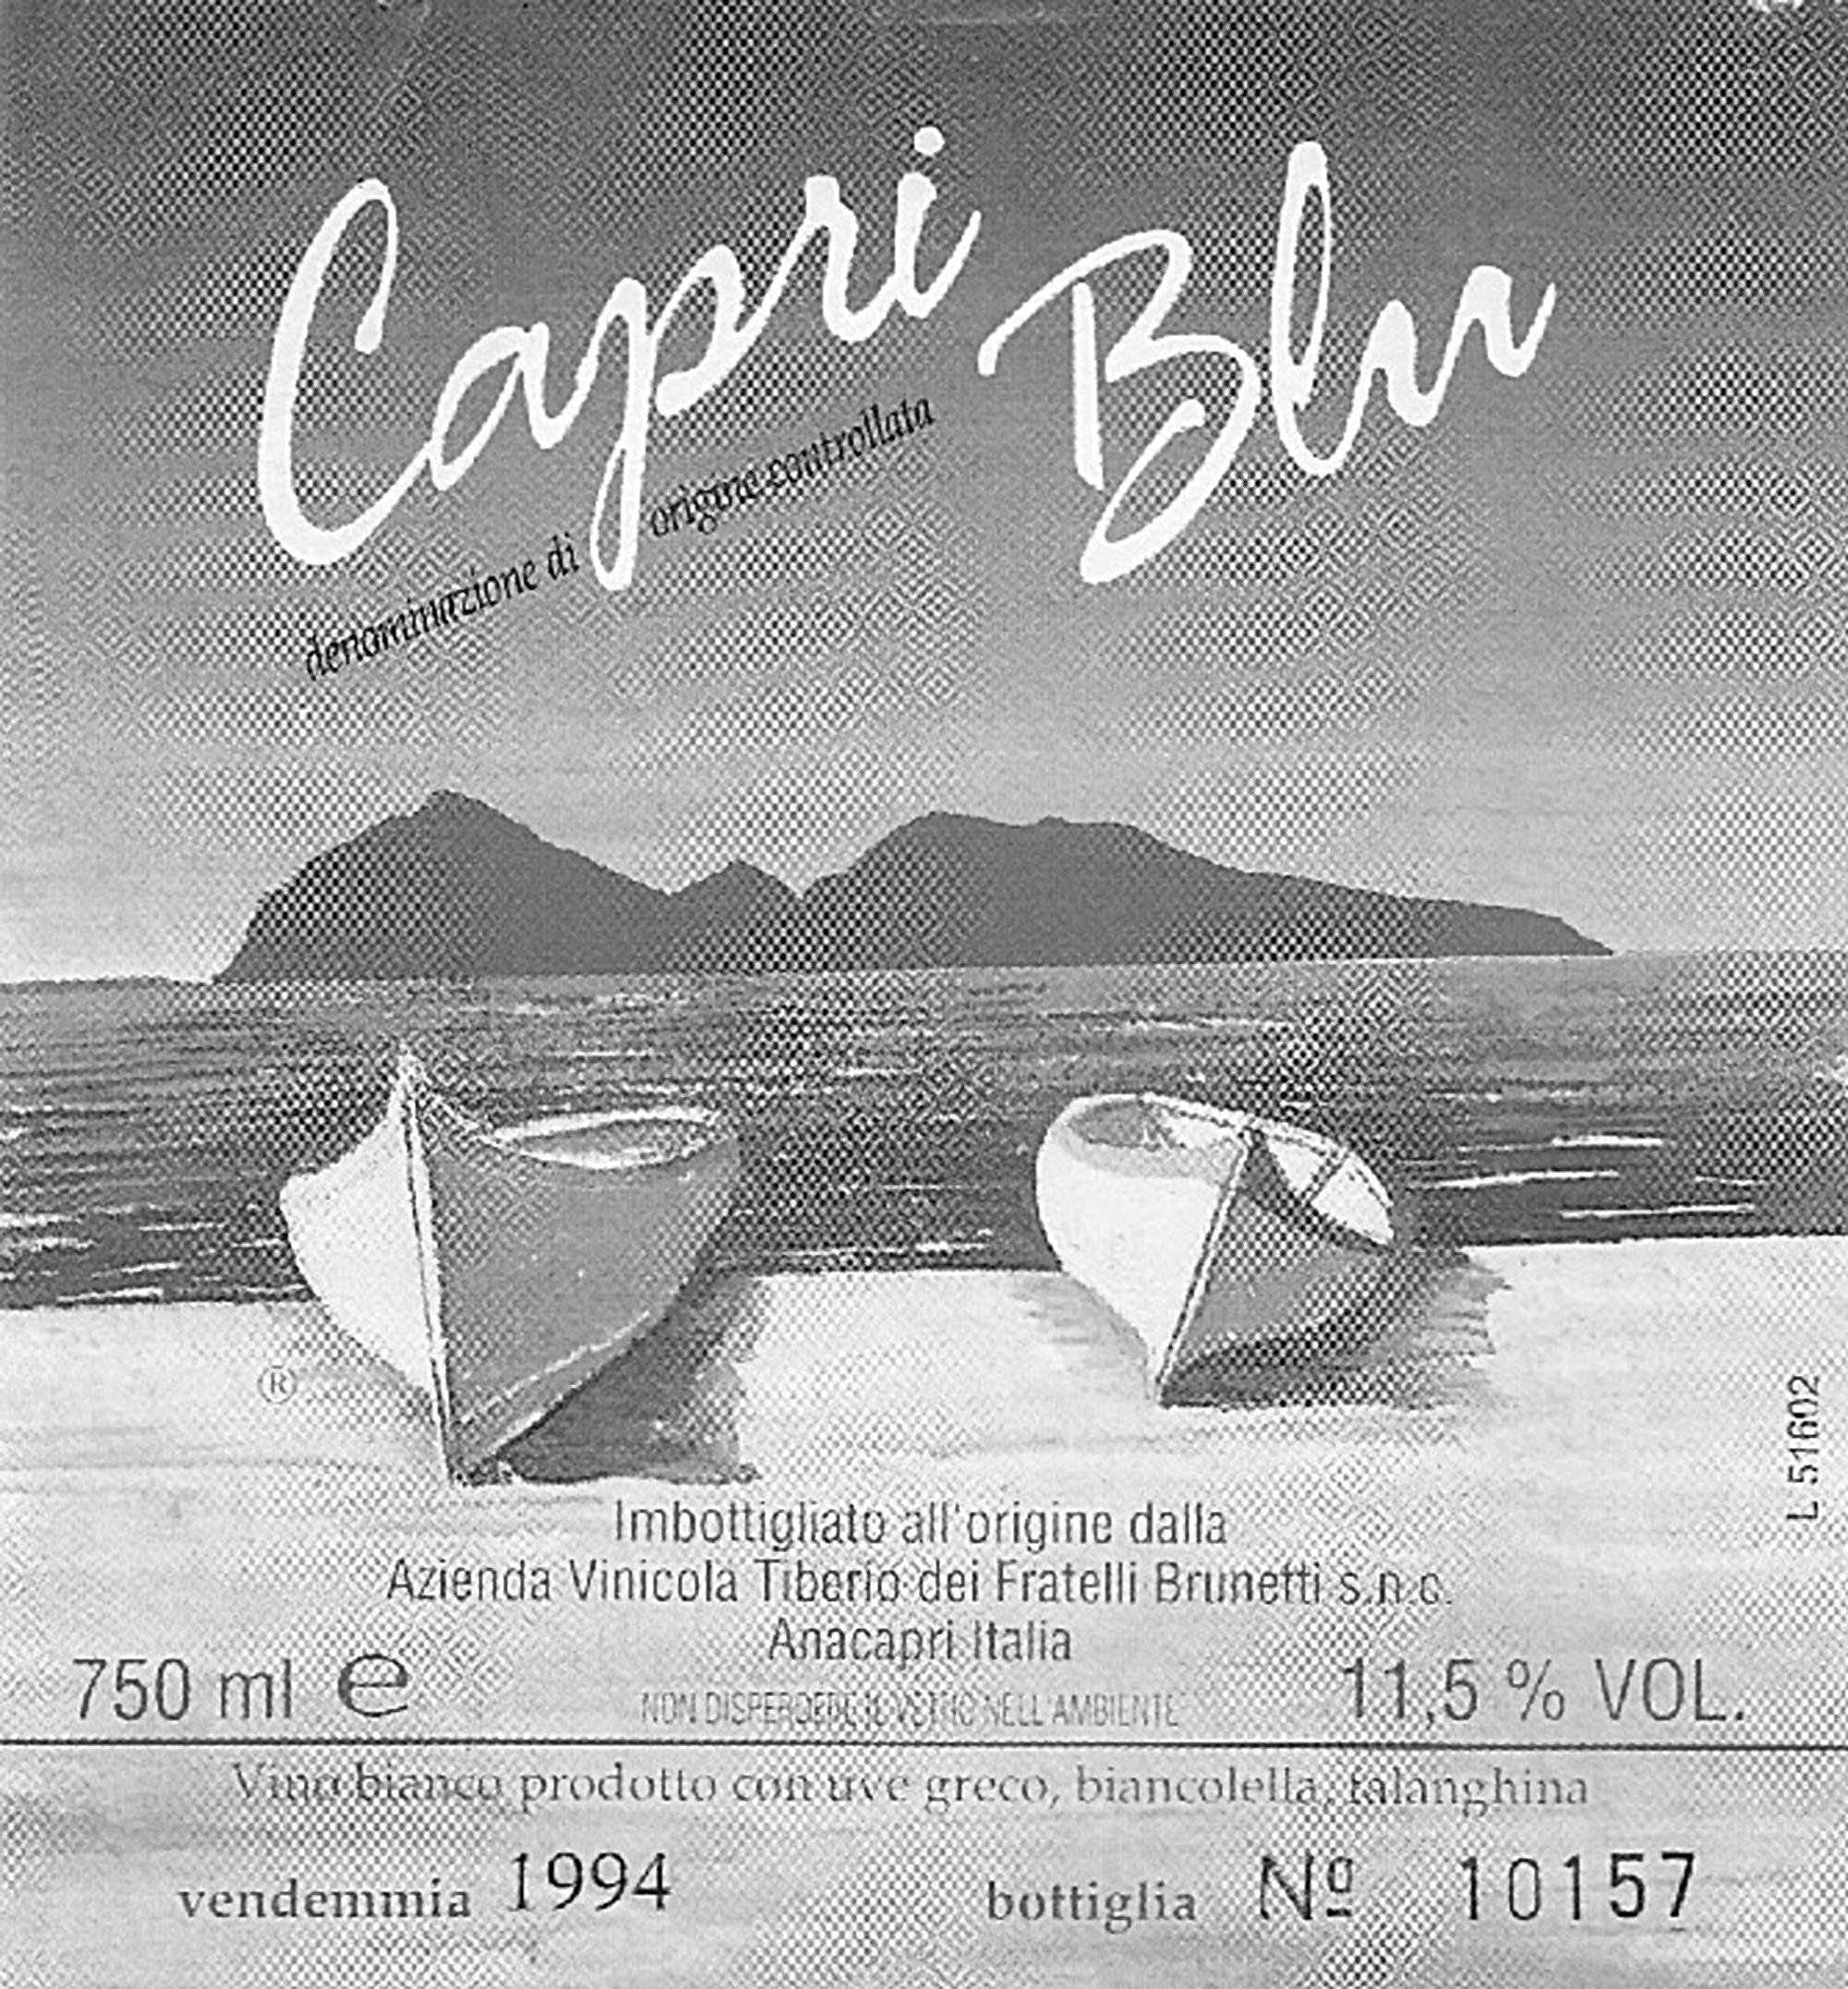 Capri Blu
denominazione di origine controllata
®
L 51602
Imbottigliato all'origine dalla
Azienda Vinicola Tiberio dei Fratelli Brunetti s.n.c.
Anacapri Italia
750 ml e
NON DISPERDERE IL VETRO NELL'AMBIENTE
11,5 % VOL.
Vino bianco prodotto con uve greco, biancolella, falanghina
vendemmia 1994
bottiglia Nº 10157